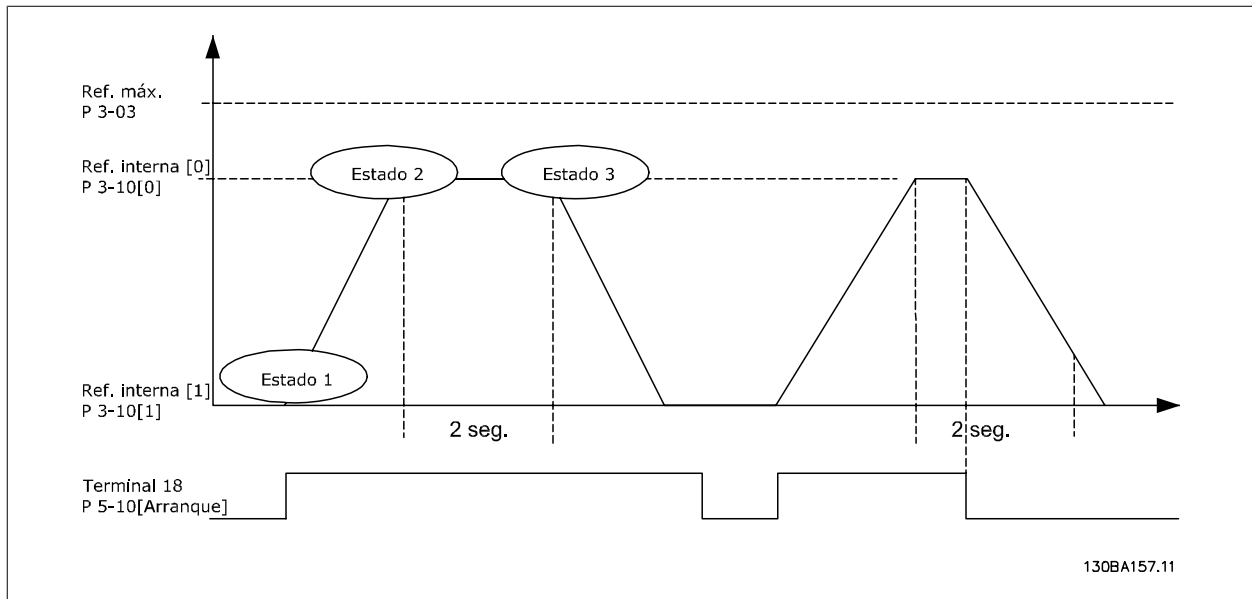 Ref. máx.
P 3-03
Ref. interna [0]
P 3-10[0]
Estado 2
Estado 3
Estado 1
Ref. interna [1]
P 3-10[1]
2 seg.
2 seg.
Terminal 18
P 5-10[Arranque]
130BA157.11